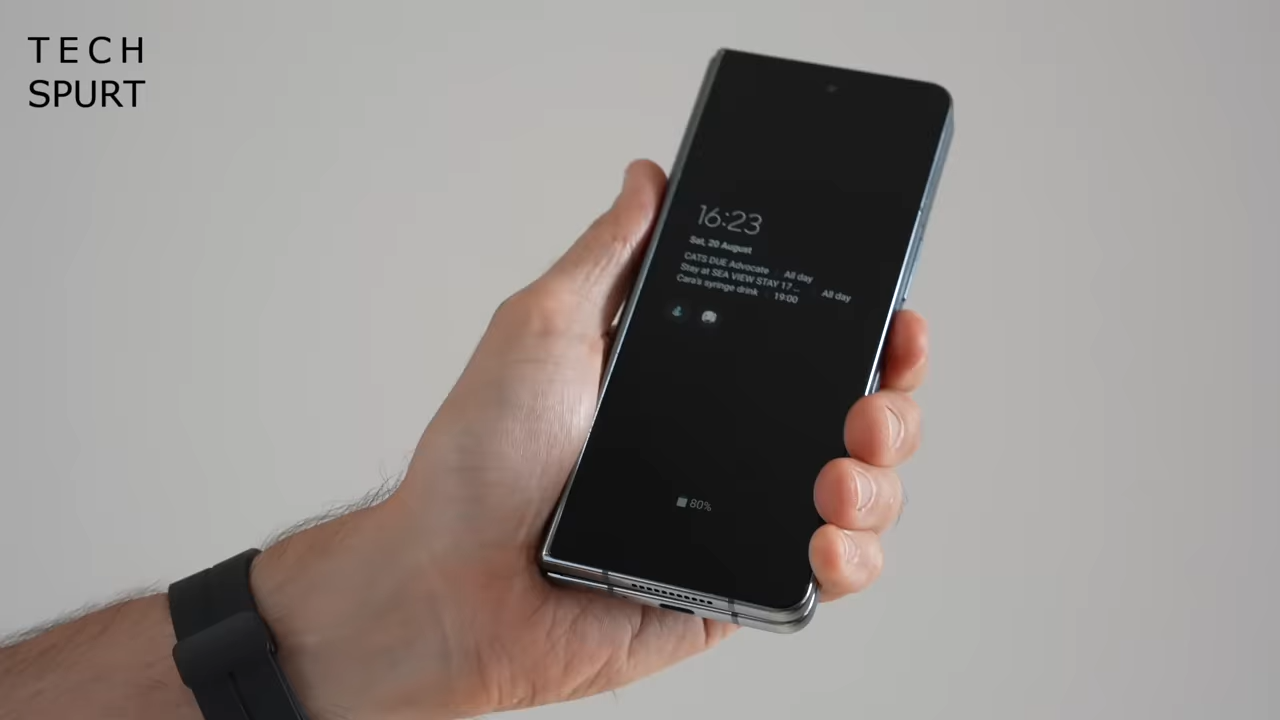 TECH
SPURT
16:23
Sat, 20 August
CATS DUE Advocate All day
Stay at SEA VIEW STAY 17 ... All day
Cara's syringe drink 19:00
80%